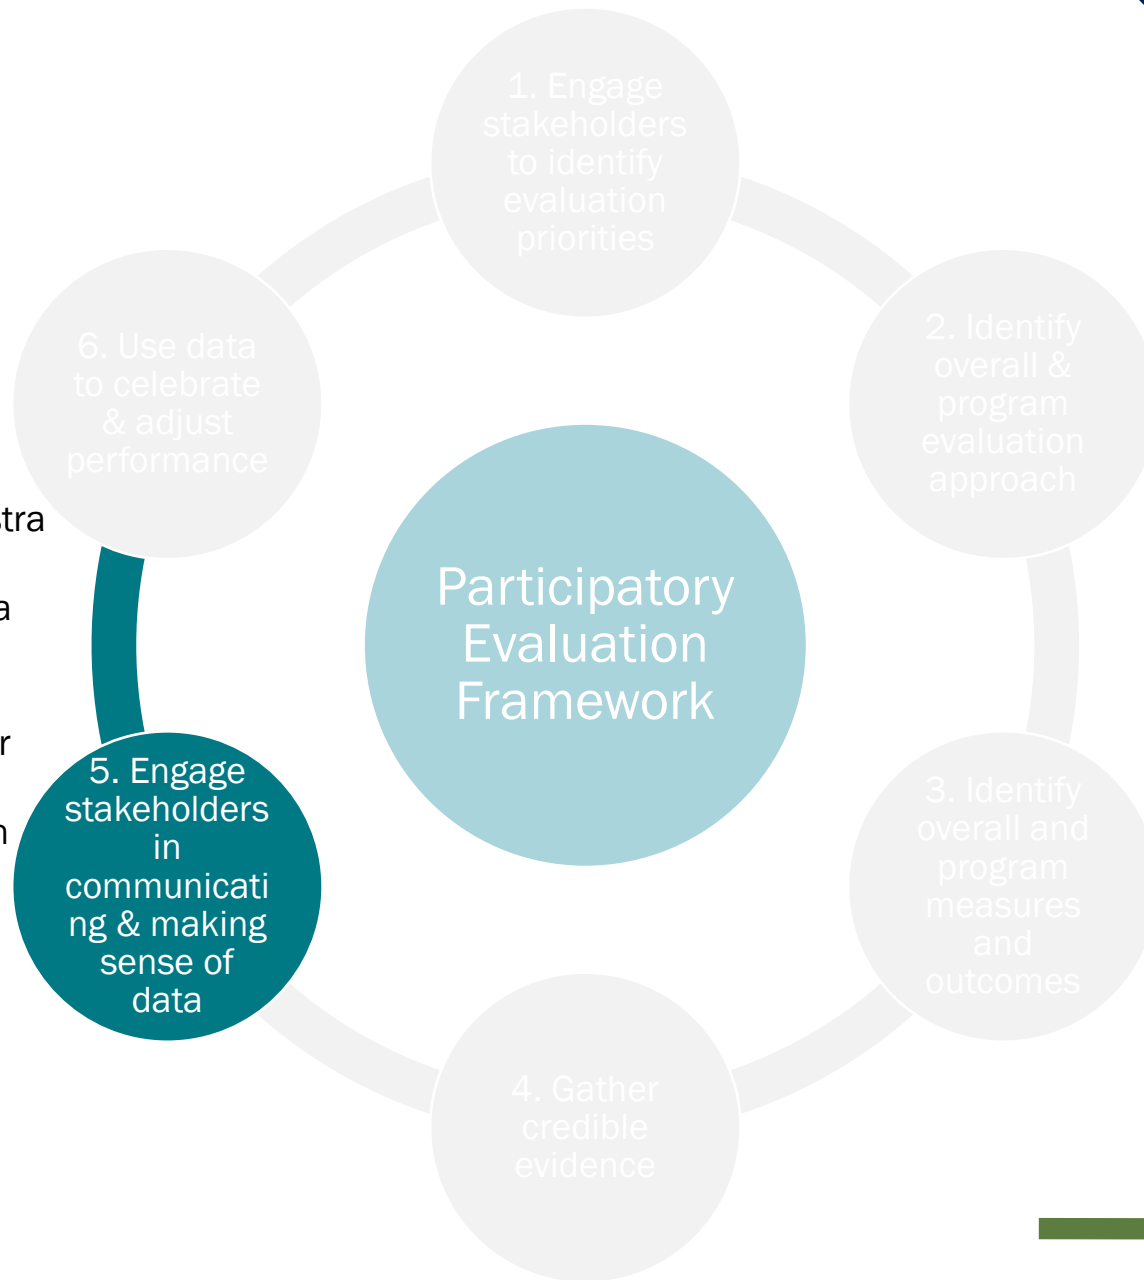 1. Engage
stakeholders
to identify
evaluation
priorities
2. Identify
overall &
program
evaluation
approach
3. Identify
overall and
program
measures
and
outcomes
4. Gather
credible
evidence
5. Engage
stakeholders
in
communicati
ng & making
sense of
data
6. Use data
to celebrate
& adjust
performance
Participatory
Evaluation
Framework